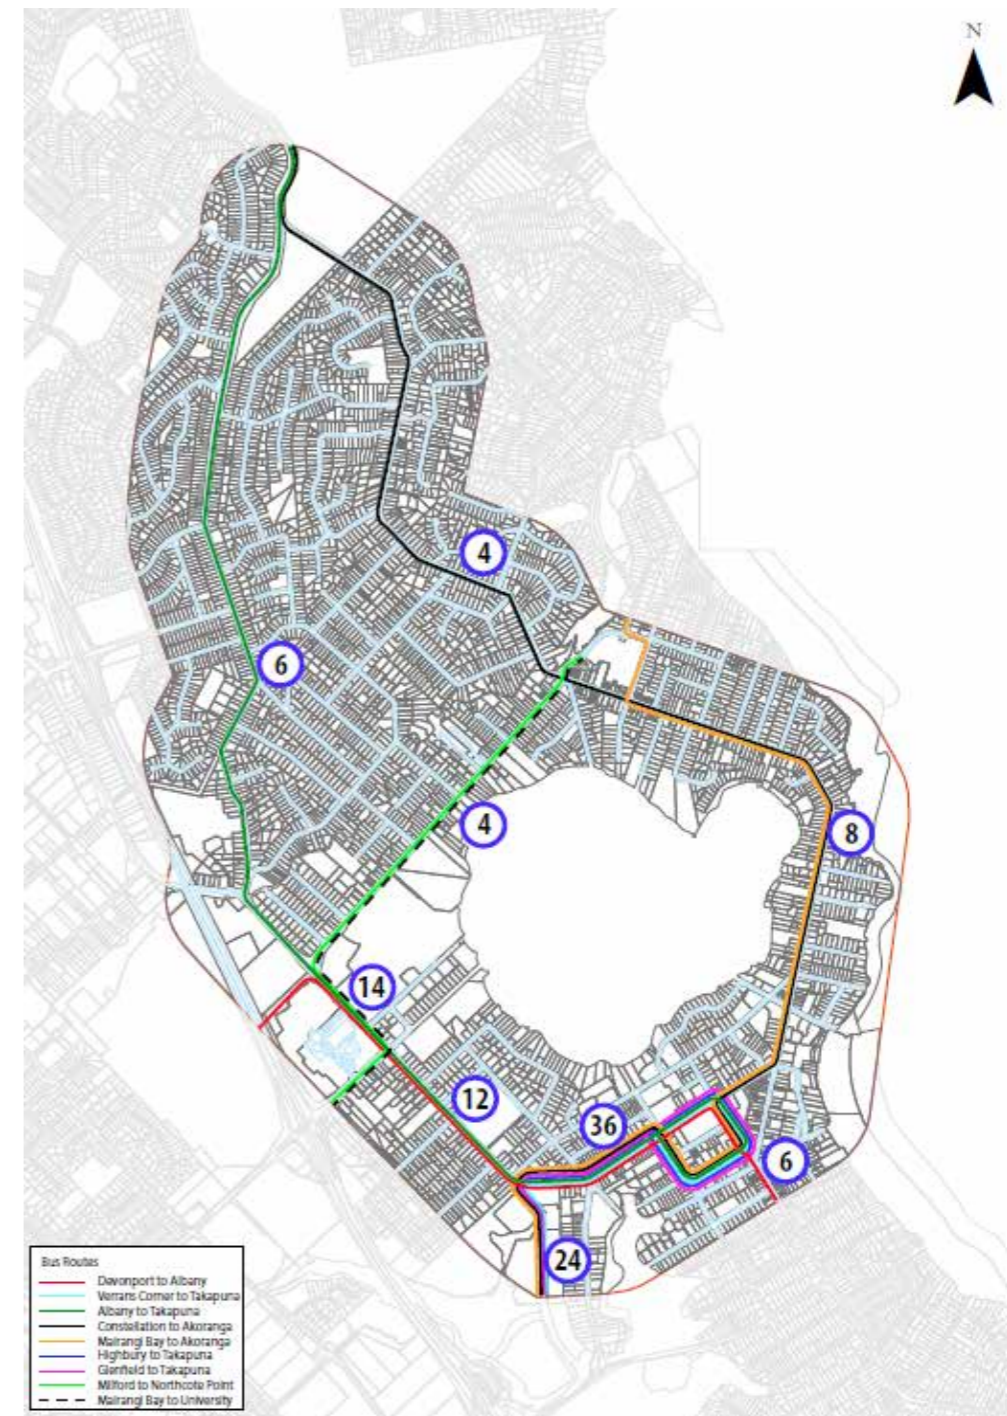 N
4
6
4
8
14
12
36
6
24
Bus Routes
Devonport to Albany
Verrans Corner to Takapuna
Albany to Takapuna
Constellation to Akoranga
Mairangi Bay to Akoranga
Highbury to Takapuna
Glenfield to Takapuna
Milford to Northcote Point
Mairangi Bay to University